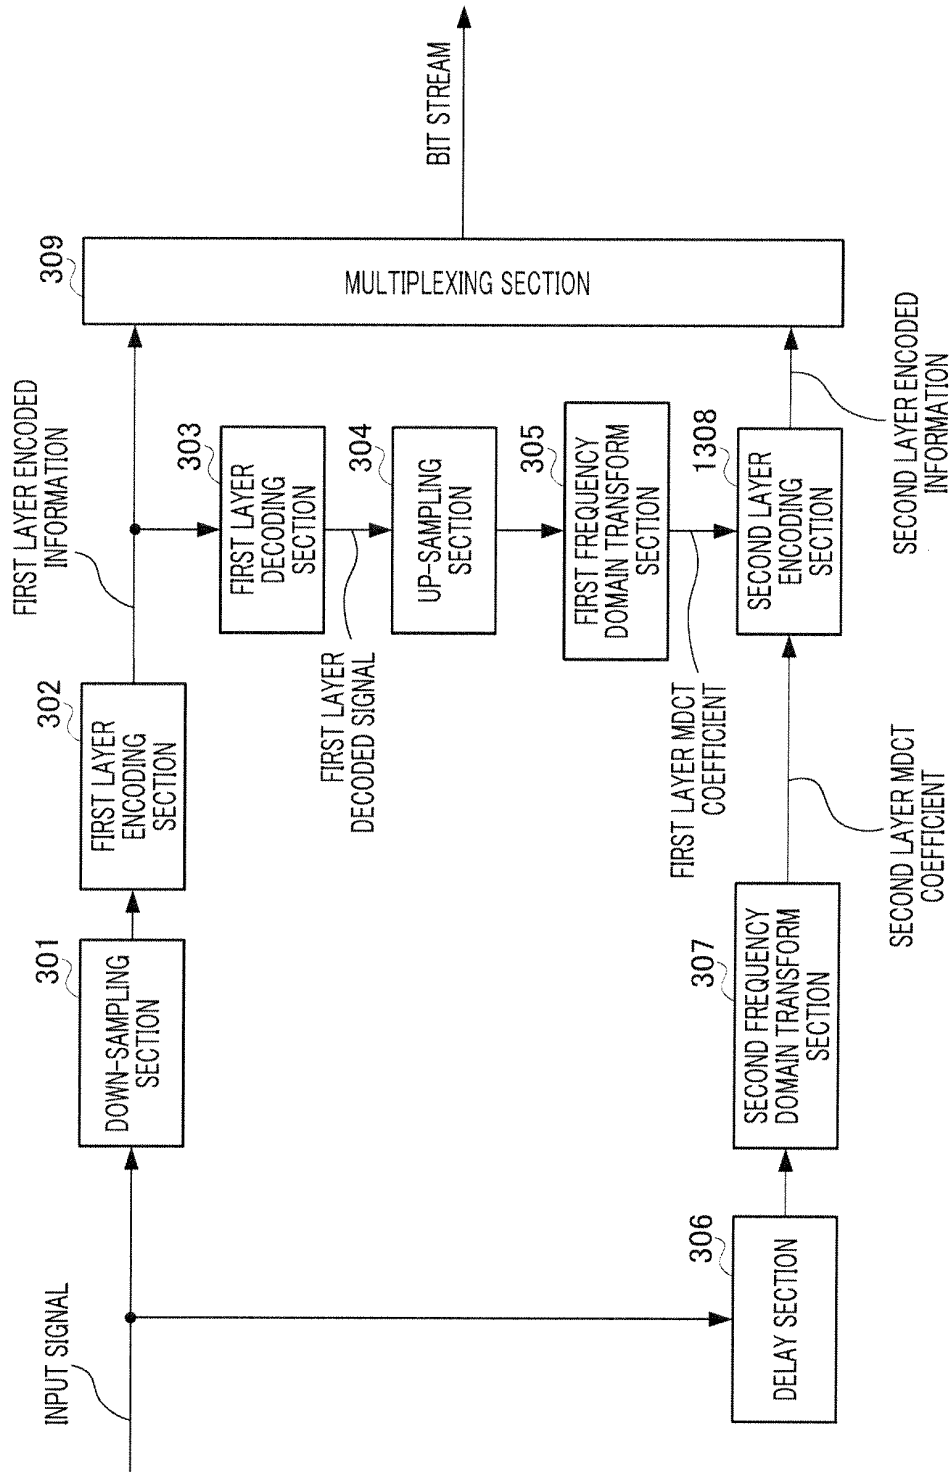 INPUT SIGNAL
301
DOWN-SAMPLING
SECTION
302
FIRST LAYER
ENCODING
SECTION
FIRST LAYER ENCODED
INFORMATION
303
FIRST LAYER
DECODING
SECTION
FIRST LAYER
DECODED SIGNAL
304
UP-SAMPLING
SECTION
305
FIRST FREQUENCY
DOMAIN TRANSFORM
SECTION
FIRST LAYER MDCT
COEFFICIENT
306
DELAY SECTION
307
SECOND FREQUENCY
DOMAIN TRANSFORM
SECTION
SECOND LAYER MDCT
COEFFICIENT
1308
SECOND LAYER
ENCODING
SECTION
SECOND LAYER ENCODED
INFORMATION
309
MULTIPLEXING SECTION
BIT STREAM